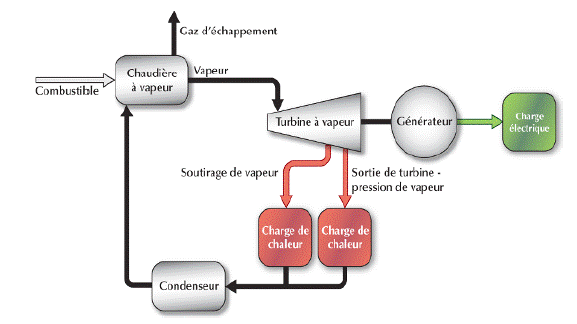 Gaz d'échappement
Chaudière
à vapeur
Vapeur
Combustible
Turbine à vapeur
Générateur
Charge
électrique
Soutirage de vapeur
Sortie de turbine -
pression de vapeur
Charge de
chaleur
Charge de
chaleur
Condenseur